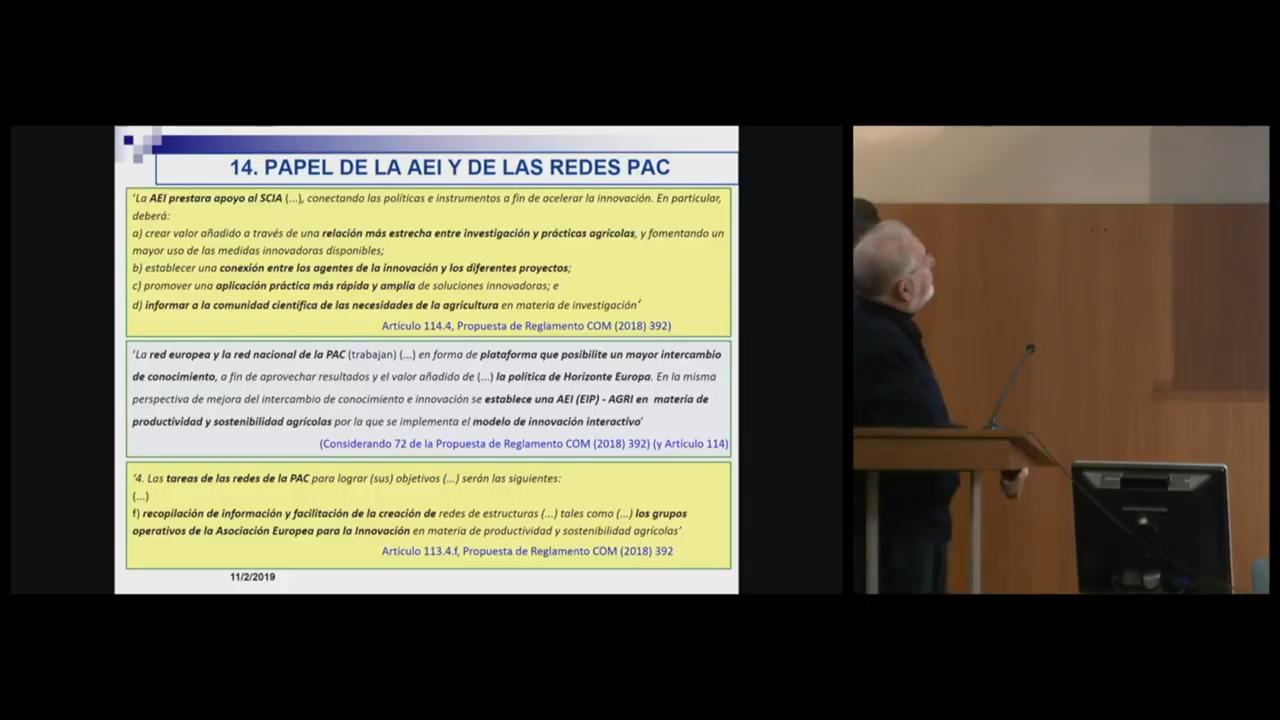 14. PAPEL DE LA AEI Y DE LAS REDES PAC
‘La AEI prestara apoyo al SCIA (...), conectando las políticas e instrumentos a fin de acelerar la innovación. En particular,
deberá:
a) crear valor añadido a través de una relación más estrecha entre investigación y prácticas agrícolas, y fomentando un
mayor uso de las medidas innovadoras disponibles;
b) establecer una conexión entre los agentes de la innovación y los diferentes proyectos;
c) promover una aplicación práctica más rápida y amplia de soluciones innovadoras; e
d) informar a la comunidad científica de las necesidades de la agricultura en materia de investigación’
Artículo 114.4, Propuesta de Reglamento COM (2018) 392)
‘La red europea y la red nacional de la PAC (trabajan) (...) en forma de plataforma que posibilite un mayor intercambio
de conocimiento, a fin de aprovechar resultados y el valor añadido de (...) la política de Horizonte Europa. En la misma
perspectiva de mejora del intercambio de conocimiento e innovación se establece una AEI (EIP) - AGRI en materia de
productividad y sostenibilidad agrícolas por la que se implementa el modelo de innovación interactivo’
(Considerando 72 de la Propuesta de Reglamento COM (2018) 392) (y Artículo 114)
‘4. Las tareas de las redes de la PAC para lograr (sus) objetivos (...) serán las siguientes:
(...)
f) recopilación de información y facilitación de la creación de redes de estructuras (...) tales como (...) los grupos
operativos de la Asociación Europea para la Innovación en materia de productividad y sostenibilidad agrícolas’
Artículo 113.4.f, Propuesta de Reglamento COM (2018) 392
11/2/2019